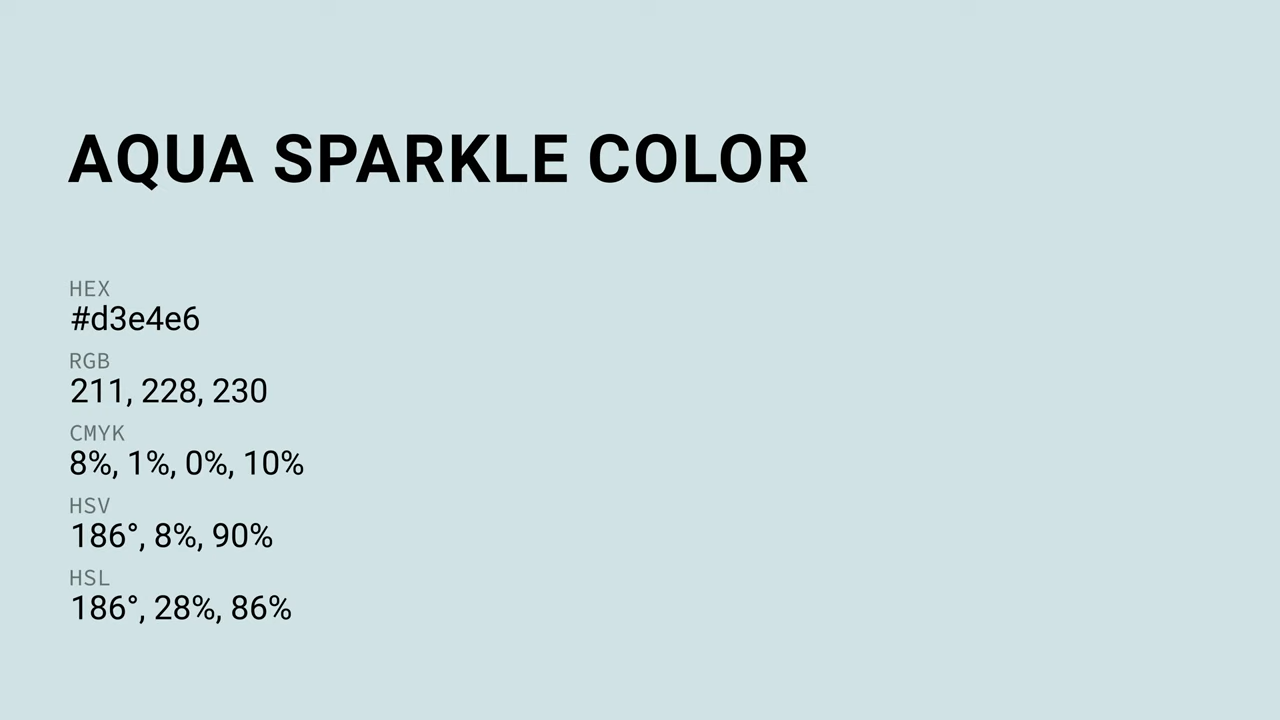 AQUA SPARKLE COLOR
HEX
#d3e4e6
RGB
211, 228, 230
CMYK
8%, 1%, 0%, 10%
HSV
186°, 8%, 90%
HSL
186°, 28%, 86%